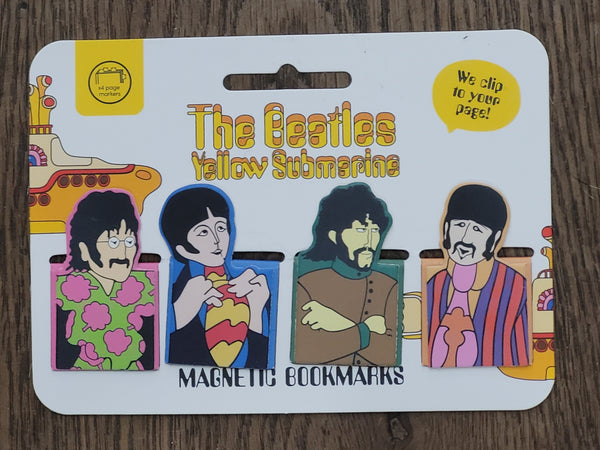 x4 page
markers
The Beatles
Yellow Submarine
We clip
to your
page!
MAGNETIC BOOKMARKS